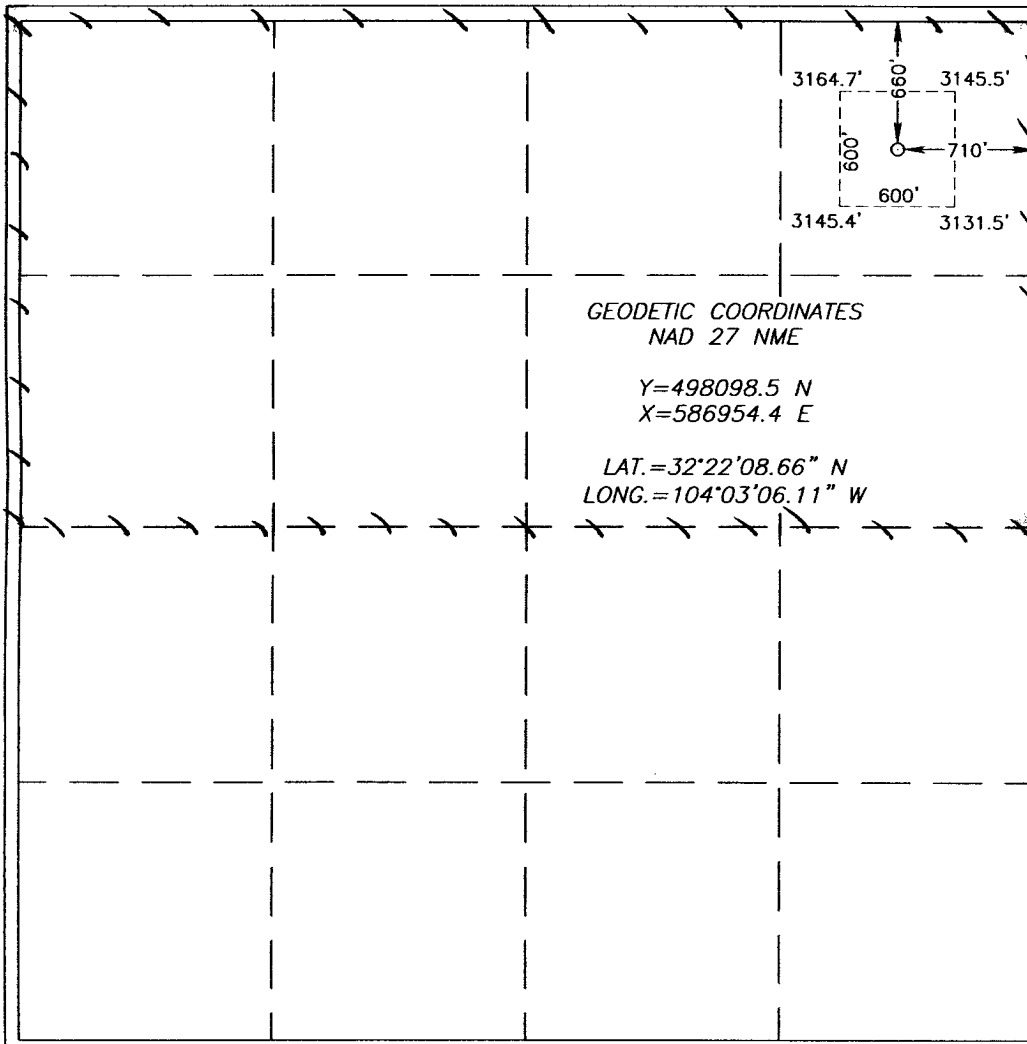 3164.7' 660' 3145.5'
600' 710'
600'
3145.4' 3131.5'
GEODETIC COORDINATES
NAD 27 NME
Y=498098.5 N
X=586954.4 E
LAT.=32°22'08.66" N
LONG.=104°03'06.11" W